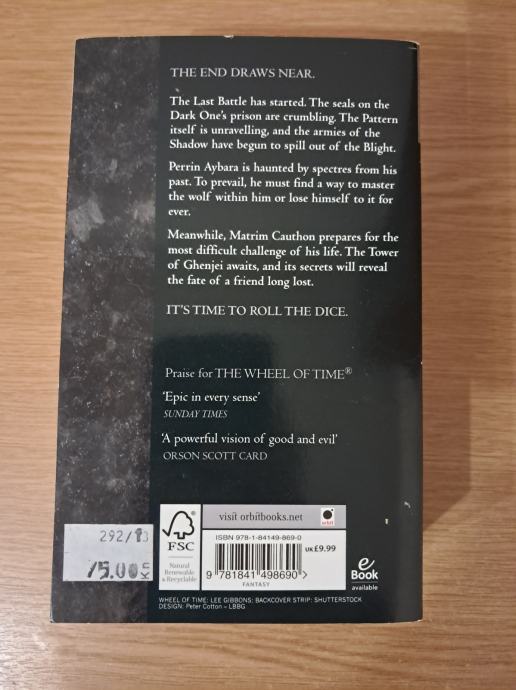 THE END DRAWS NEAR.
The Last Battle has started. The seals on the
Dark One's prison are crumbling. The Pattern
itself is unravelling, and the armies of the
Shadow have begun to spill out of the Blight.
Perrin Aybara is haunted by spectres from his
past. To prevail, he must find a way to master
the wolf within him or lose himself to it for
ever.
Meanwhile, Matrim Cauthon prepares for the
most difficult challenge of his life. The Tower
of Ghenjei awaits, and its secrets will reveal
the fate of a friend long lost.
IT'S TIME TO ROLL THE DICE.
Praise for THE WHEEL OF TIME®
'Epic in every sense'
SUNDAY TIMES
'A powerful vision of good and evil'
ORSON SCOTT CARD
FSC
Natural
Renewable
& Recyclable
visit orbitbooks.net
orbit
ISBN 978-1-84149-869-0
UK £9.99
9 781841 498690 >
FANTASY
eBook
available
292/13
75.00 KN
WHEEL OF TIME: LEE GIBBONS: BACKCOVER STRIP: SHUTTERSTOCK
DESIGN: Peter Cotton – LBBG